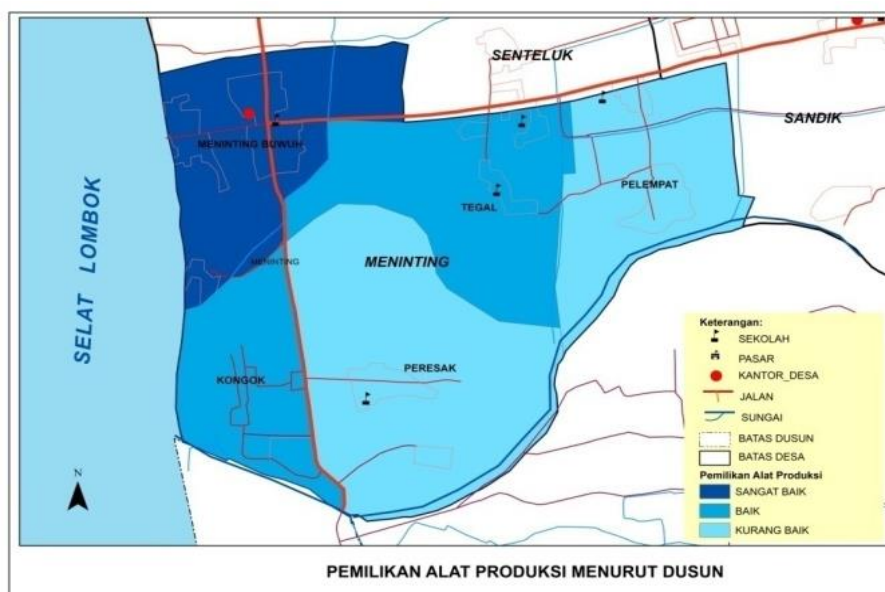 SENTELUK
SANDIK
MENINTING BUWUH
PELEMPAT
TEGAL
SELAT LOMBOK
MENINTING
MENINTING
KONGOK
PERESAK
N
Keterangan:
SEKOLAH
PASAR
KANTOR_DESA
JALAN
SUNGAI
BATAS DUSUN
BATAS DESA
Pemilikan Alat Produksi
SANGAT BAIK
BAIK
KURANG BAIK
PEMILIKAN ALAT PRODUKSI MENURUT DUSUN